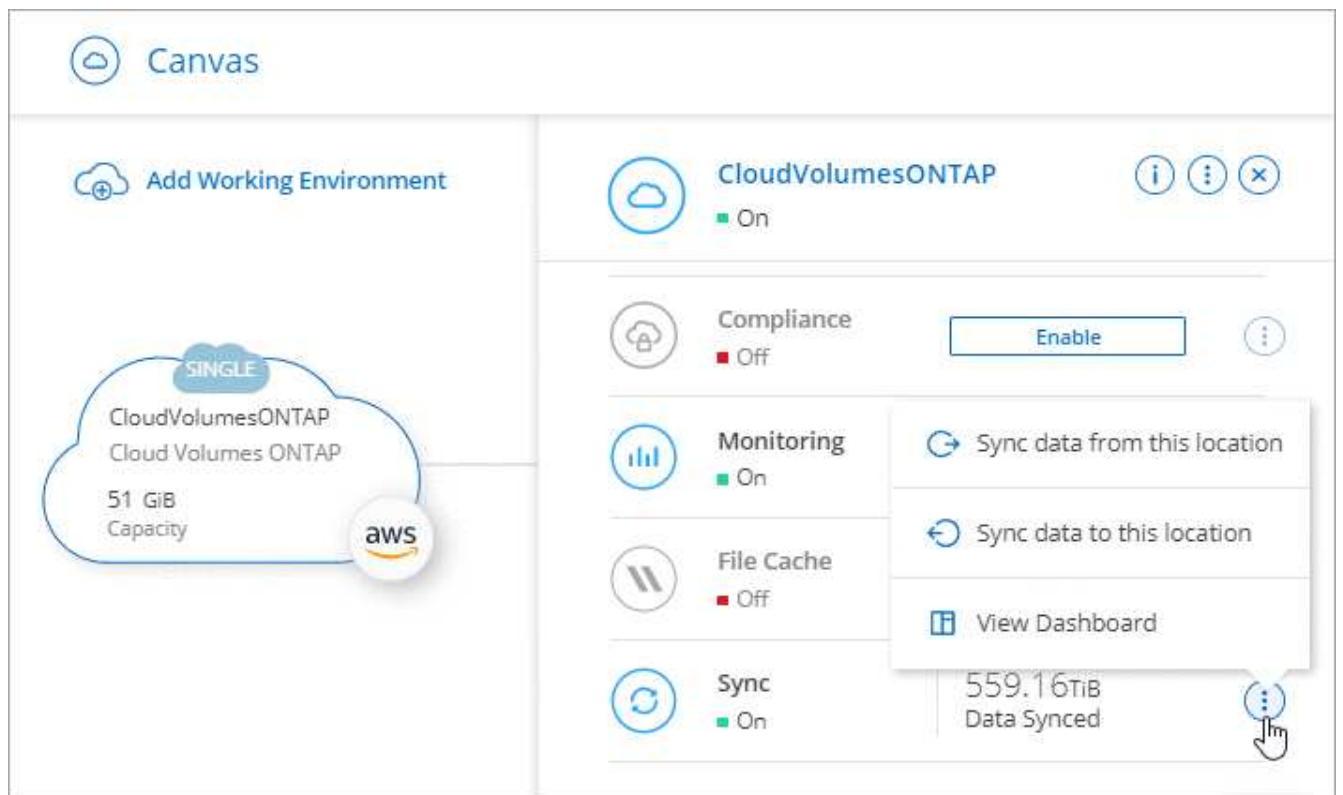 Canvas
Add Working Environment
SINGLE
CloudVolumesONTAP
Cloud Volumes ONTAP
51 GiB
Capacity
aws
CloudVolumesONTAP
On
Compliance
Off
Enable
Monitoring
On
File Cache
Off
Sync data from this location
Sync data to this location
View Dashboard
Sync
On
559.16TiB
Data Synced